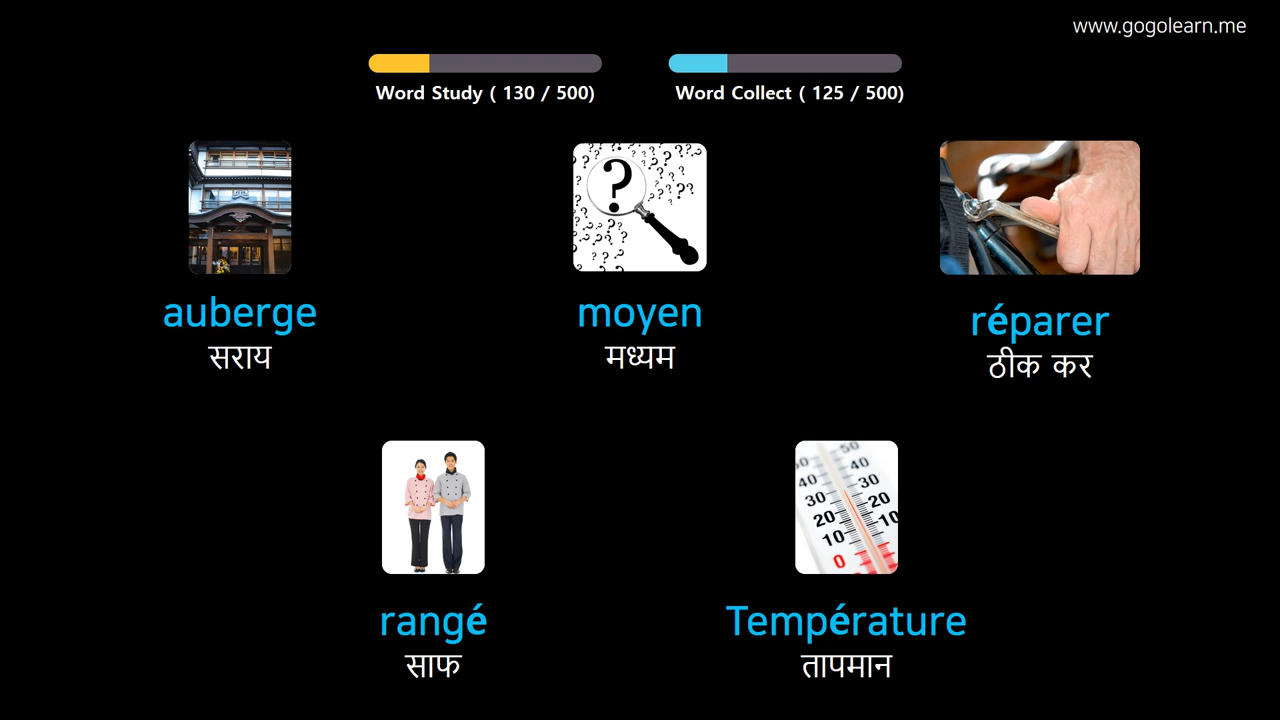 www.gogolearn.me
Word Study ( 130 / 500)
Word Collect ( 125 / 500)
auberge
सराय
moyen
मध्यम
réparer
ठीक कर
rangé
साफ
Température
तापमान